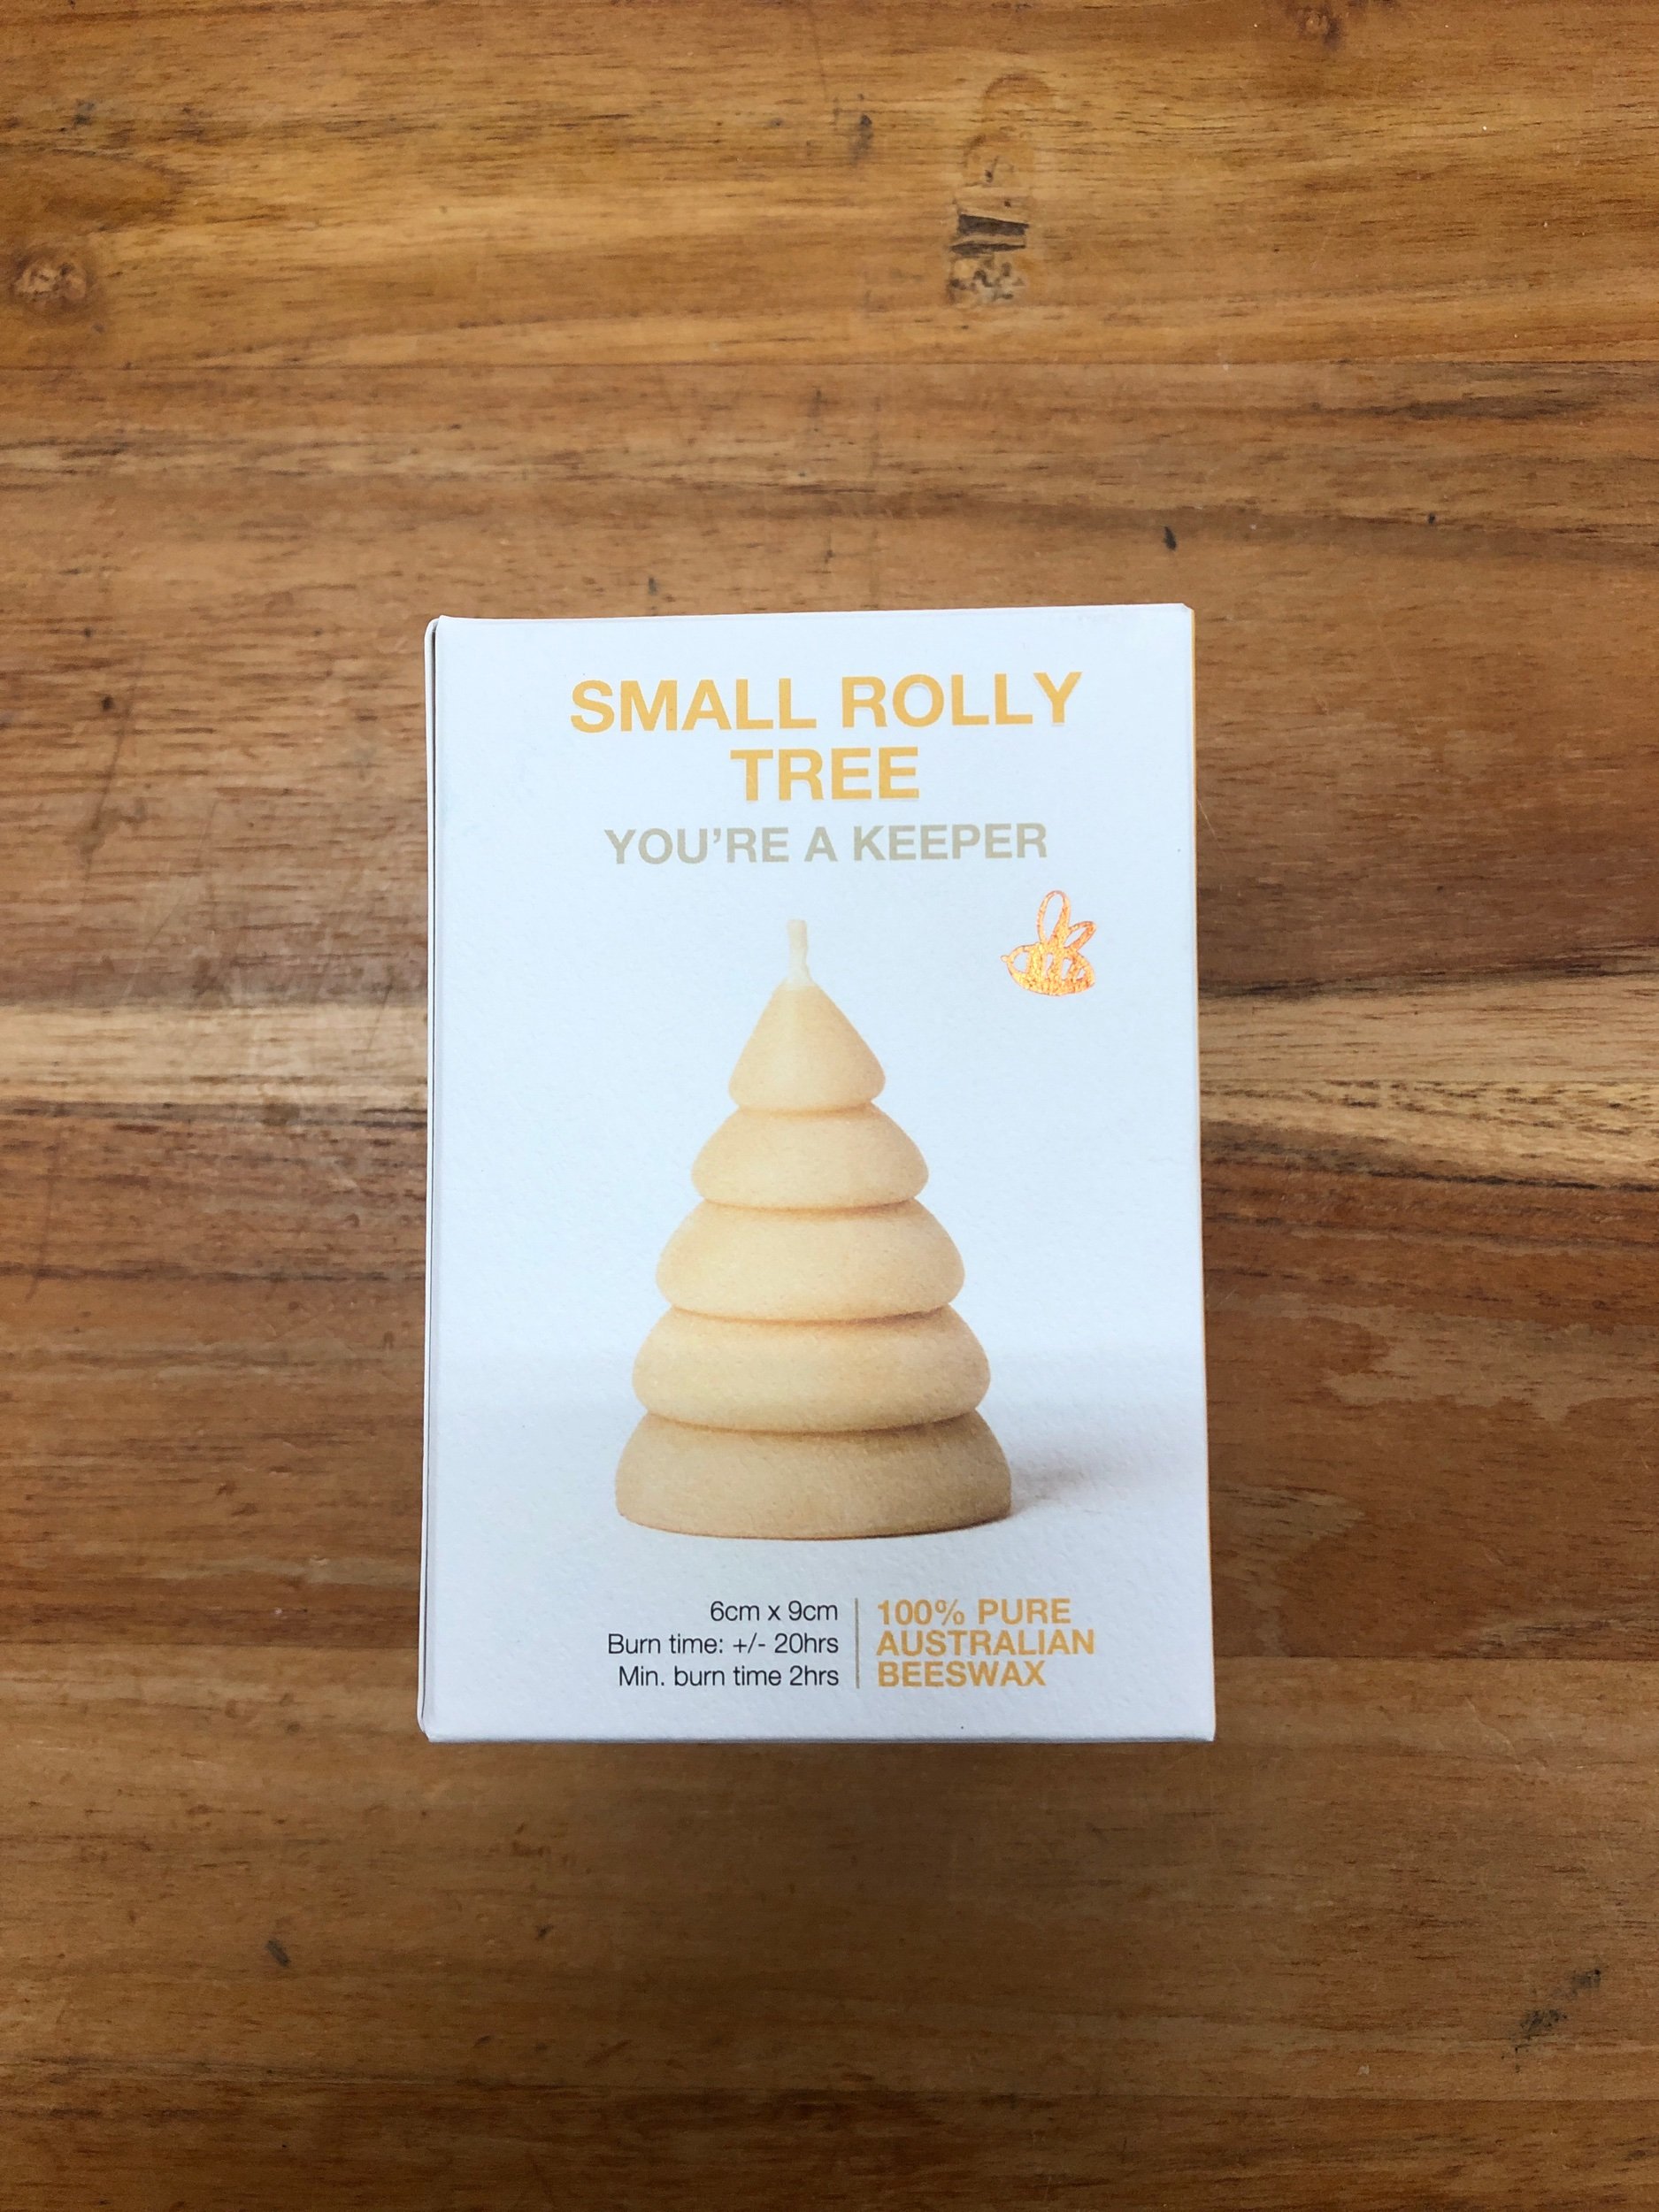 SMALL ROLLY
TREE
YOU'RE A KEEPER
6cm x 9cm
Burn time: +/- 20hrs
Min. burn time 2hrs
100% PURE
AUSTRALIAN
BEESWAX